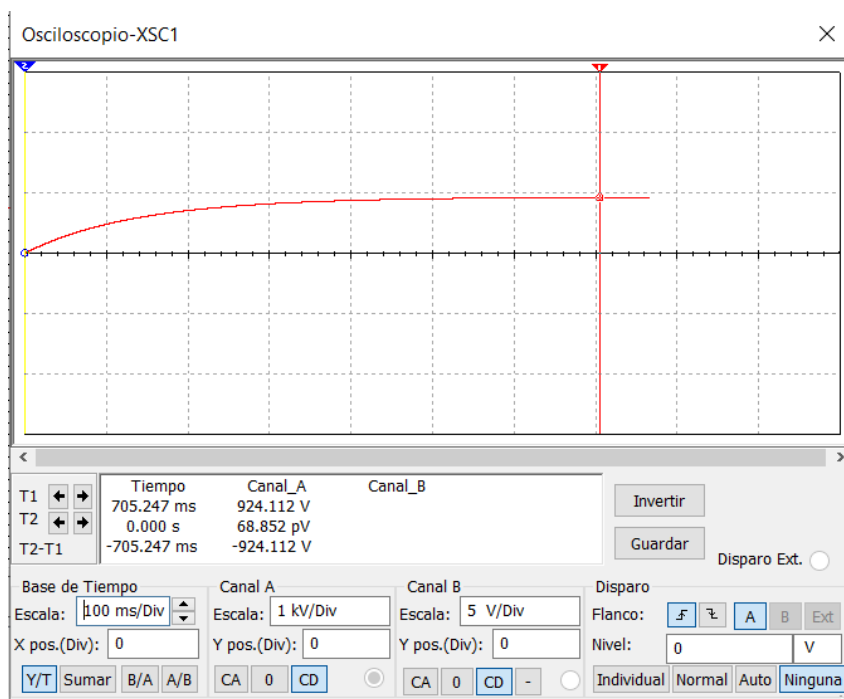 Osciloscopio-XSC1
2
1
Tiempo Canal_A Canal_B
T1 705.247 ms 924.112 V
T2 0.000 s 68.852 pV
T2-T1 -705.247 ms -924.112 V
Invertir
Guardar
Disparo Ext.
Base de Tiempo
Escala: 100 ms/Div
X pos.(Div): 0
Y/T Sumar B/A A/B
Canal A
Escala: 1 kV/Div
Y pos.(Div): 0
CA 0 CD
Canal B
Escala: 5 V/Div
Y pos.(Div): 0
CA 0 CD -
Disparo
Flanco: A B Ext
Nivel: 0 V
Individual Normal Auto Ninguna